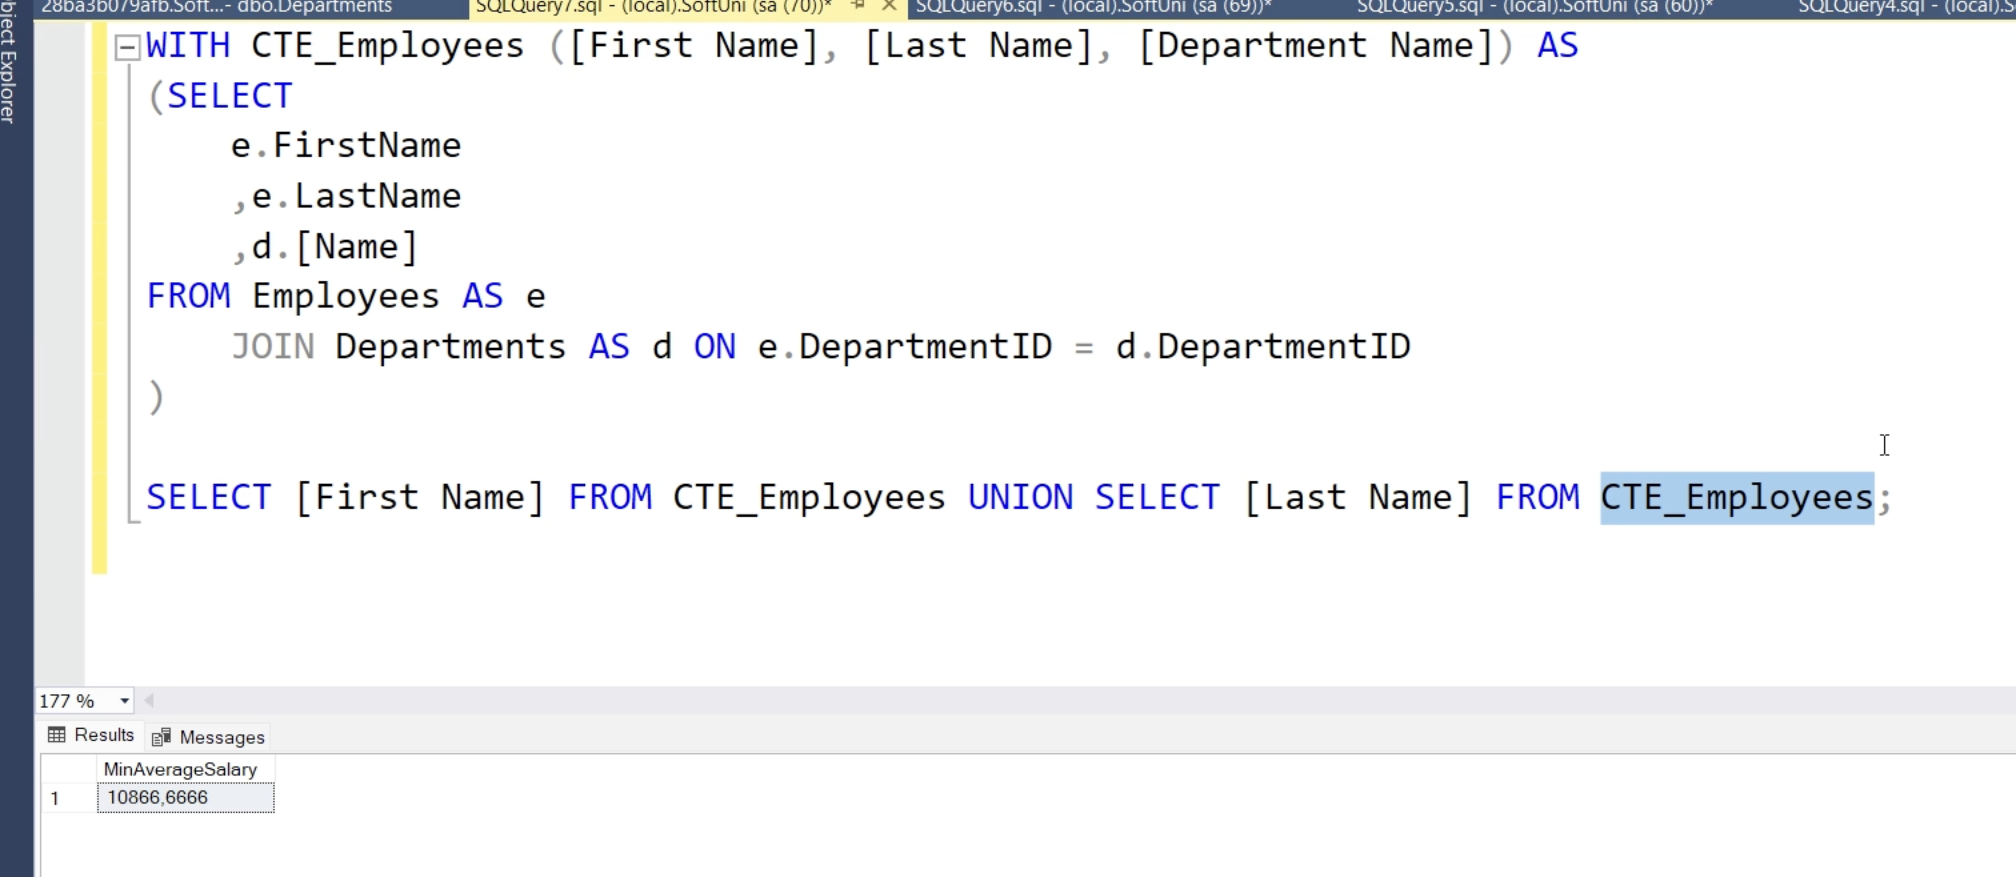 28ba3b079afb.Soft...- dbo.Departments
SQLQuery7.sql - (local).SoftUni (sa (70))*
SQLQuery6.sql - (local).SoftUni (sa (69))*
SQLQuery5.sql - (local).SoftUni (sa (60))*
SQLQuery4.sql - (local).S
bject Explorer
WITH CTE_Employees ([First Name], [Last Name], [Department Name]) AS
(SELECT
e.FirstName
,e.LastName
,d.[Name]
FROM Employees AS e
JOIN Departments AS d ON e.DepartmentID = d.DepartmentID
)
SELECT [First Name] FROM CTE_Employees UNION SELECT [Last Name] FROM CTE_Employees;
177 %
Results
Messages
MinAverageSalary
1
10866,6666